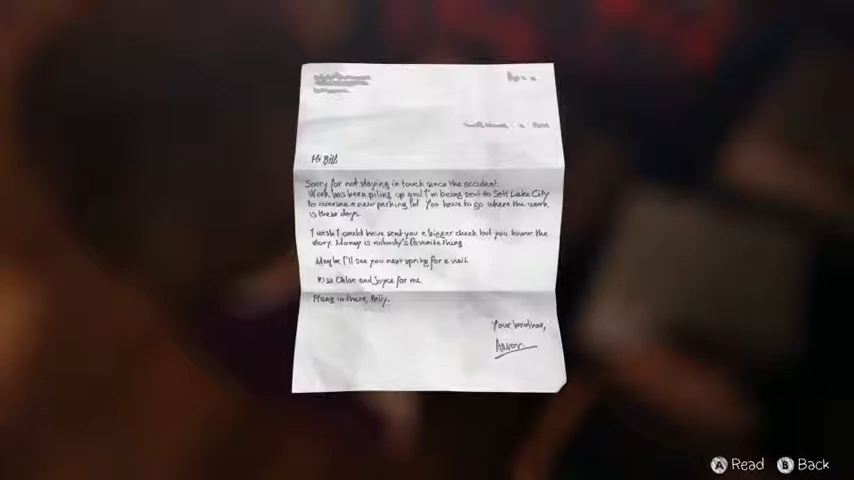 Hi Bill
Sorry for not staying in touch since the accident.
Work has been piling up and I'm being sent to Salt Lake City
to oversee a new parking lot. You have to go where the work
is these days.
I wish I could have sent you a bigger check but you know the
story. Money is nobody's favorite thing
Maybe I'll see you next spring for a visit.
Kiss Chloe and Joyce for me.
Hang in there, Billy.
Your brother,
Aaron
A Read B Back